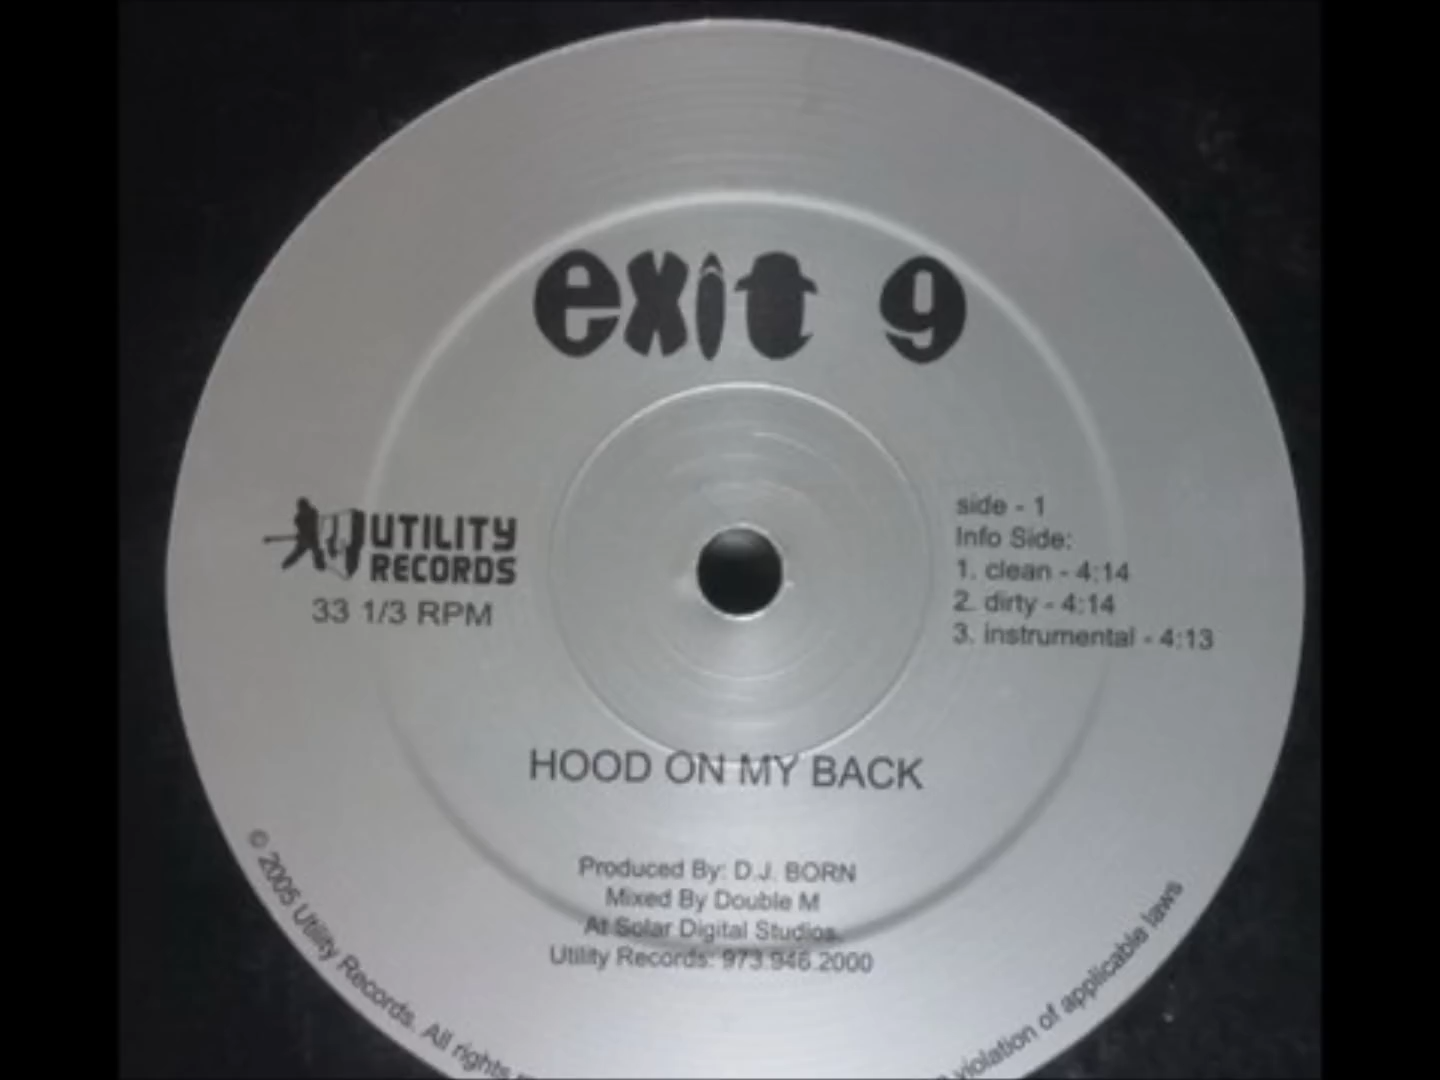 exit 9
UTILITY
RECORDS
33 1/3 RPM
side - 1
Info Side:
1. clean - 4:14
2. dirty - 4:14
3. instrumental - 4:13
HOOD ON MY BACK
Produced By: D.J. BORN
Mixed By Double M
At Solar Digital Studios.
Utility Records: 973.946.2000
© 2005 Utility Records. All rights
violation of applicable laws